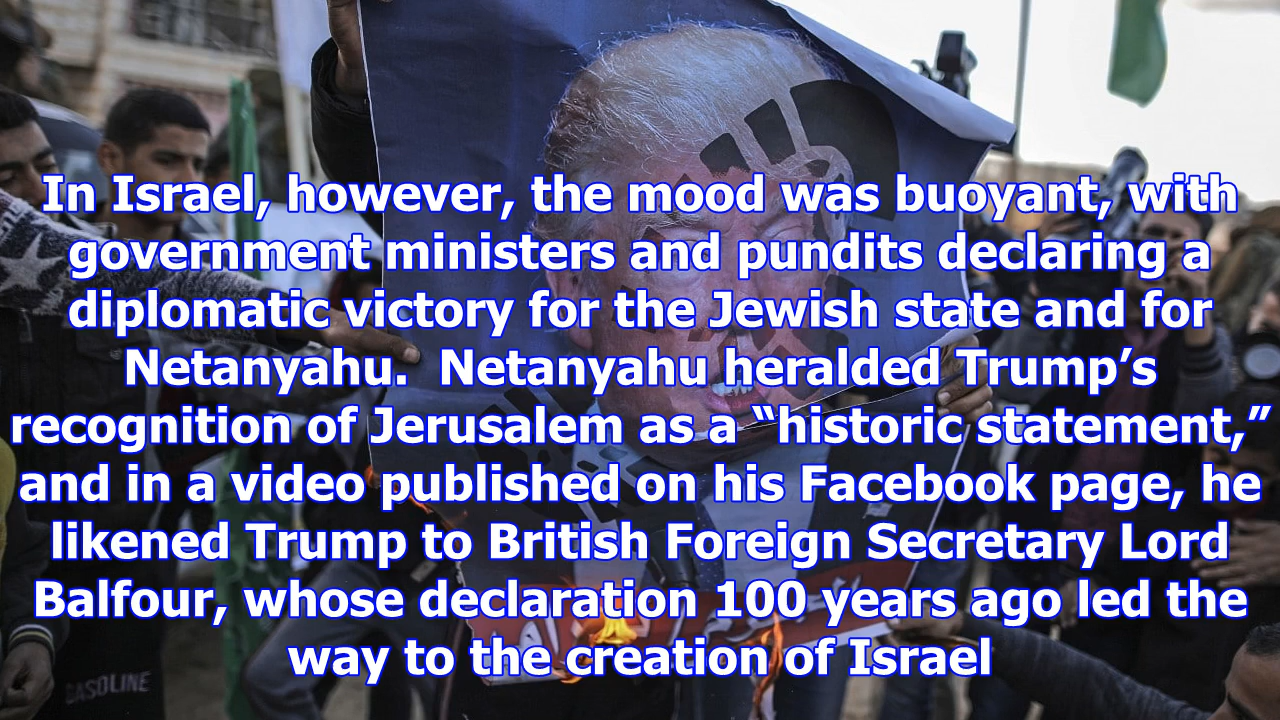 In Israel, however, the mood was buoyant, with
government ministers and pundits declaring a
diplomatic victory for the Jewish state and for
Netanyahu.  Netanyahu heralded Trump’s
recognition of Jerusalem as a “historic statement,”
and in a video published on his Facebook page, he
likened Trump to British Foreign Secretary Lord
Balfour, whose declaration 100 years ago led the
way to the creation of Israel
GASOLINE